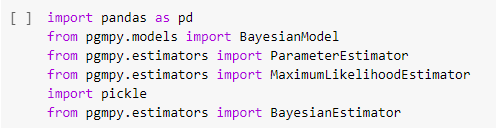 [ ] import pandas as pd
from pgmpy.models import BayesianModel
from pgmpy.estimators import ParameterEstimator
from pgmpy.estimators import MaximumLikelihoodEstimator
import pickle
from pgmpy.estimators import BayesianEstimator